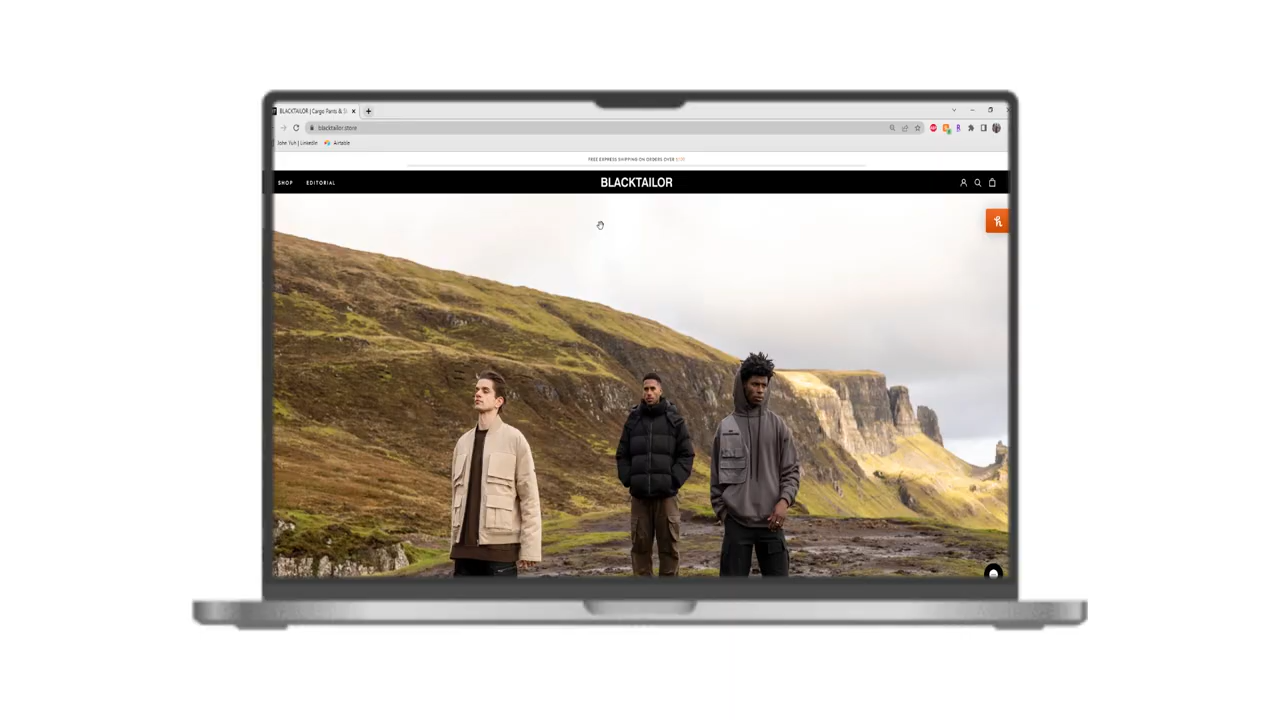 BLACKTAILOR | Cargo Pants & S
blacktailor.store
John Yuh | LinkedIn Airtable
FREE EXPRESS SHIPPING ON ORDERS OVER
SHOP EDITORIAL BLACKTAILOR